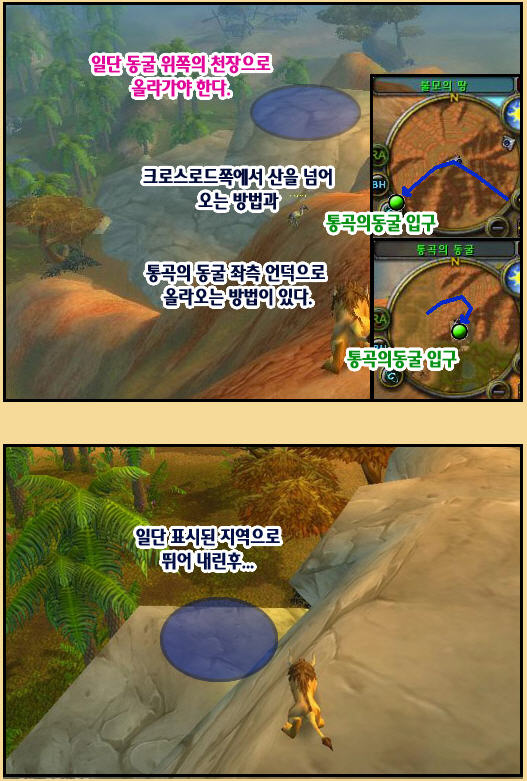 일단 동굴 위쪽의 천장으로
올라가야 한다.
불모의 땅
N
크로스로드쪽에서 산을 넘어
오는 방법과
통곡의동굴 입구
통곡의 동굴
N
통곡의 동굴 좌측 언덕으로
올라오는 방법이 있다.
통곡의동굴 입구
일단 표시된 지역으로
뛰어 내린후...